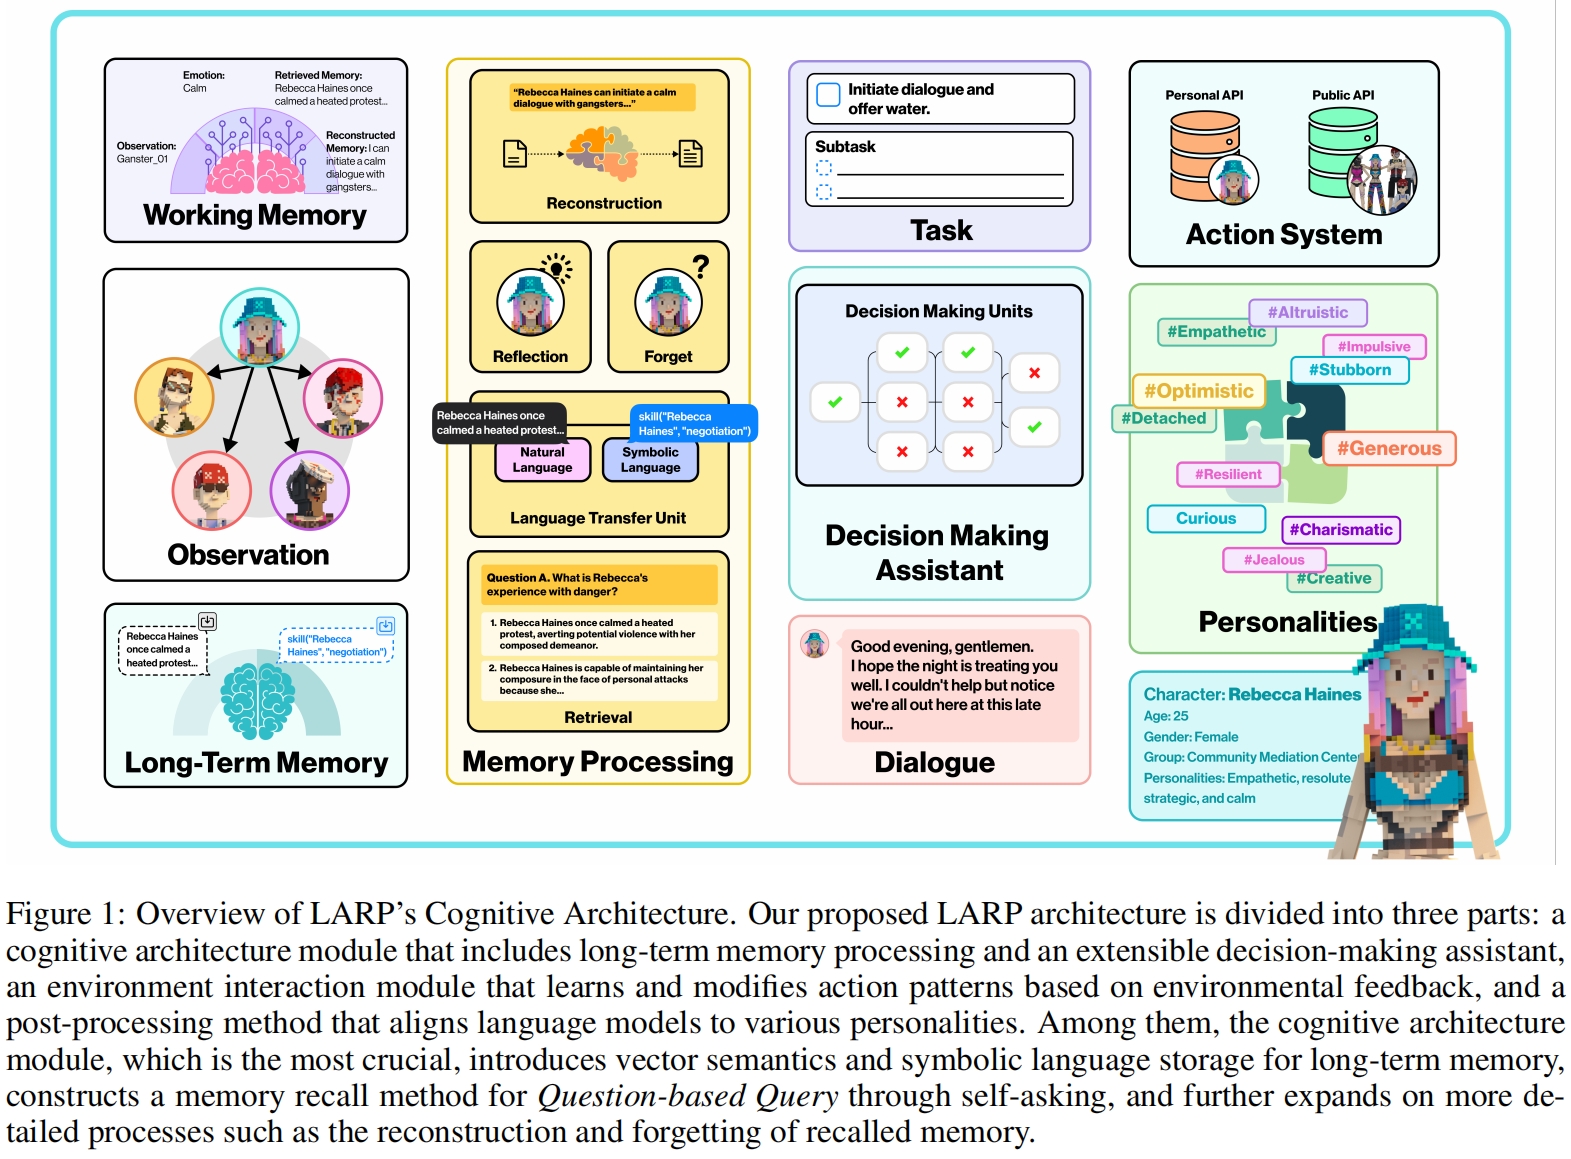 Emotion:
Calm
Retrieved Memory:
Rebecca Haines once
calmed a heated protest...
Observation:
Ganster_01
Reconstructed
Memory: I can
initiate a calm
dialogue with
gangsters...
Working Memory
Observation
Rebecca Haines
once calmed a
heated protest...
skill("Rebecca
Haines", "negotiation")
Long-Term Memory
"Rebecca Haines can initiate a calm
dialogue with gangsters..."
Reconstruction
?
Reflection
Forget
Rebecca Haines once
calmed a heated protest...
skill("Rebecca
Haines", "negotiation")
Natural
Language
Symbolic
Language
Language Transfer Unit
Question A. What is Rebecca's
experience with danger?
1. Rebecca Haines once calmed a heated
protest, averting potential violence with her
composed demeanor.
2. Rebecca Haines is capable of maintaining her
composure in the face of personal attacks
because she...
Retrieval
Memory Processing
Initiate dialogue and
offer water.
Subtask
Task
Decision Making Units
Decision Making
Assistant
Good evening, gentlemen.
I hope the night is treating you
well. I couldn't help but notice
we're all out here at this late
hour...
Dialogue
Personal API
Public API
Action System
#Altruistic
#Empathetic
#Impulsive
#Stubborn
#Optimistic
#Detached
#Generous
#Resilient
Curious
#Charismatic
#Jealous
#Creative
Personalities
Character: Rebecca Haines
Age: 25
Gender: Female
Group: Community Mediation Center
Personalities: Empathetic, resolute,
strategic, and calm
Figure 1: Overview of LARP's Cognitive Architecture. Our proposed LARP architecture is divided into three parts: a
cognitive architecture module that includes long-term memory processing and an extensible decision-making assistant,
an environment interaction module that learns and modifies action patterns based on environmental feedback, and a
post-processing method that aligns language models to various personalities. Among them, the cognitive architecture
module, which is the most crucial, introduces vector semantics and symbolic language storage for long-term memory,
constructs a memory recall method for Question-based Query through self-asking, and further expands on more de-
tailed processes such as the reconstruction and forgetting of recalled memory.